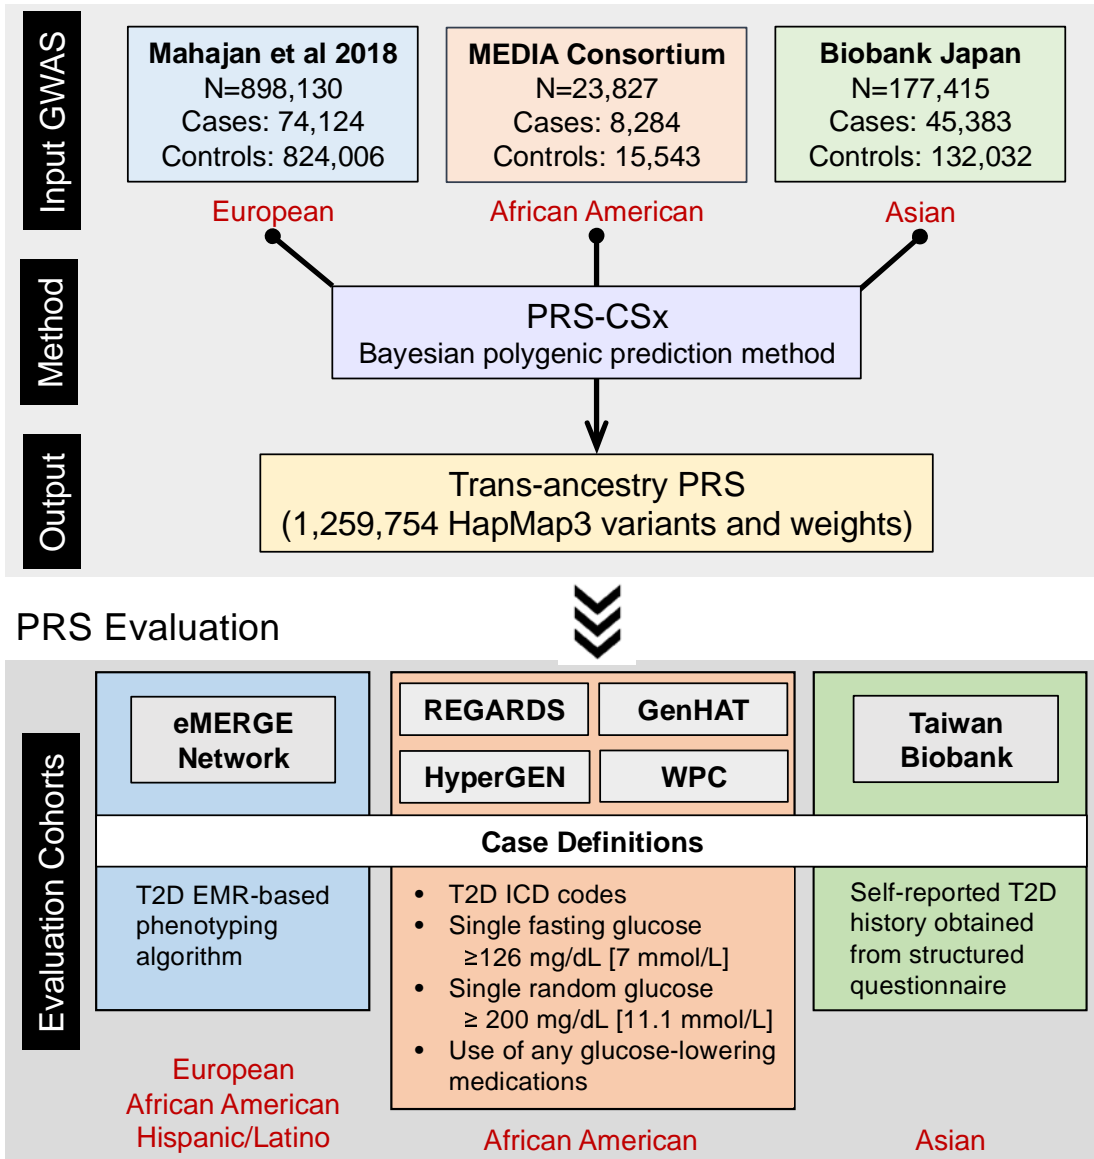 Input GWAS
Mahajan et al 2018
N=898,130
Cases: 74,124
Controls: 824,006
European
MEDIA Consortium
N=23,827
Cases: 8,284
Controls: 15,543
African American
Biobank Japan
N=177,415
Cases: 45,383
Controls: 132,032
Asian
Method
PRS-CSx
Bayesian polygenic prediction method
Output
Trans-ancestry PRS
(1,259,754 HapMap3 variants and weights)
PRS Evaluation
Evaluation Cohorts
eMERGE
Network
REGARDS
GenHAT
HyperGEN
WPC
Taiwan
Biobank
Case Definitions
T2D EMR-based
phenotyping
algorithm
• T2D ICD codes
• Single fasting glucose
≥126 mg/dL [7 mmol/L]
• Single random glucose
≥ 200 mg/dL [11.1 mmol/L]
• Use of any glucose-lowering
medications
Self-reported T2D
history obtained
from structured
questionnaire
European
African American
Hispanic/Latino
African American
Asian